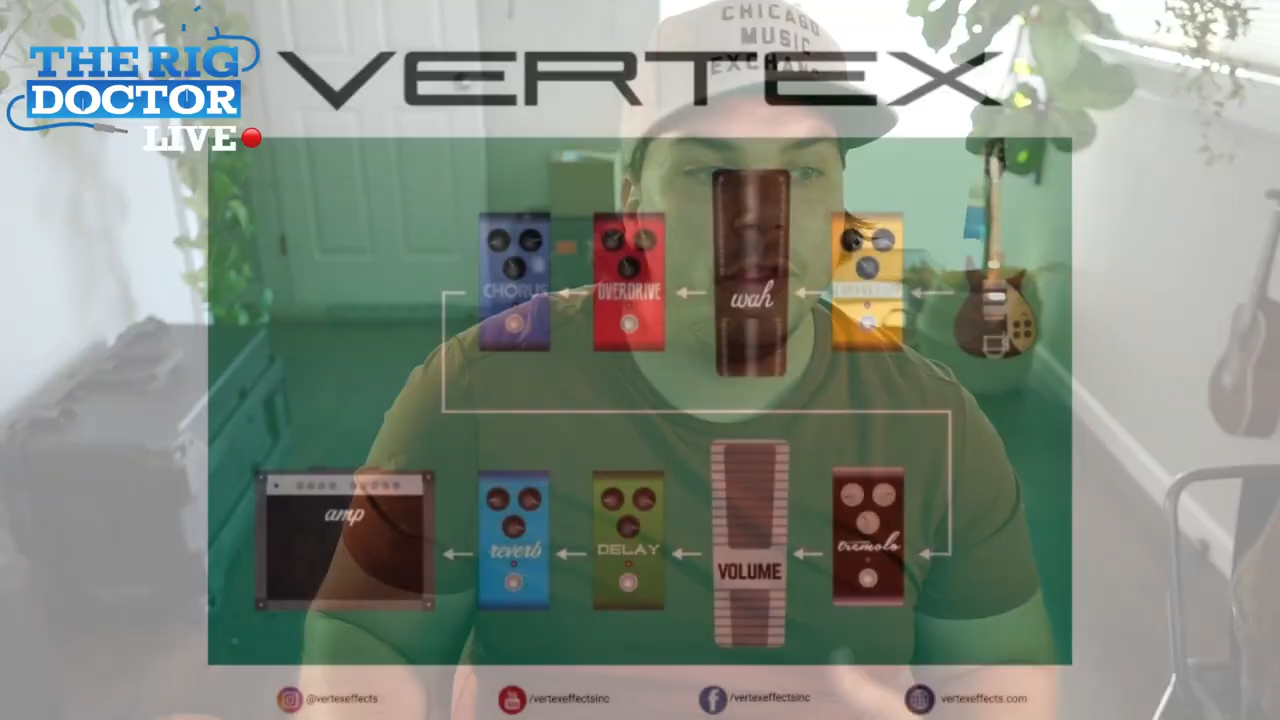 THE RIG
DOCTOR
LIVE
VERTEX
CHICAGO
MUSIC
EXCHANGE
CHORUS
OVERDRIVE
wah
amp
reverb
DELAY
VOLUME
tremolo
@vertexeffects
/vertexeffectsinc
/vertexeffectsinc
vertexeffects.com